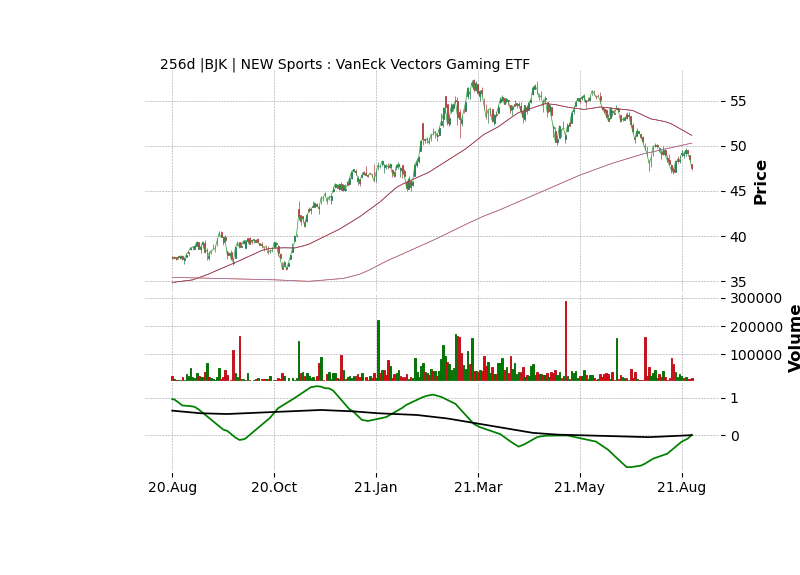 256d |BJK | NEW Sports : VanEck Vectors Gaming ETF
55
50
45
40
35
Price
300000
200000
100000
Volume
1
0
20.Aug 20.Oct 21.Jan 21.Mar 21.May 21.Aug